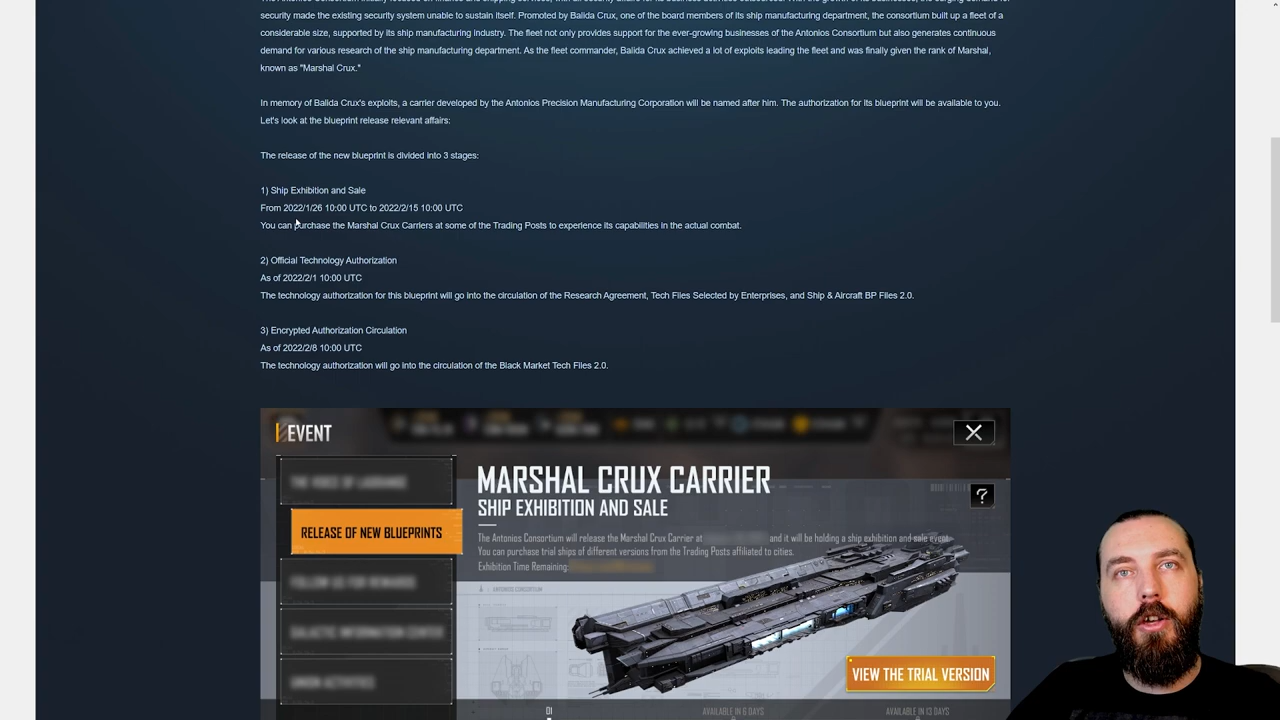 security made the existing security system unable to sustain itself. Promoted by Balida Crux, one of the board members of its ship manufacturing department, the consortium built up a fleet of a
considerable size, supported by its ship manufacturing industry. The fleet not only provides support for the ever-growing businesses of the Antonios Consortium but also generates continuous
demand for various research of the ship manufacturing department. As the fleet commander, Balida Crux achieved a lot of exploits leading the fleet and was finally given the rank of Marshal,
known as "Marshal Crux."
In memory of Balida Crux's exploits, a carrier developed by the Antonios Precision Manufacturing Corporation will be named after him. The authorization for its blueprint will be available to you.
Let's look at the blueprint release relevant affairs:
The release of the new blueprint is divided into 3 stages:
1) Ship Exhibition and Sale
From 2022/1/26 10:00 UTC to 2022/2/15 10:00 UTC
You can purchase the Marshal Crux Carriers at some of the Trading Posts to experience its capabilities in the actual combat.
2) Official Technology Authorization
As of 2022/2/1 10:00 UTC
The technology authorization for this blueprint will go into the circulation of the Research Agreement, Tech Files Selected by Enterprises, and Ship & Aircraft BP Files 2.0.
3) Encrypted Authorization Circulation
As of 2022/2/8 10:00 UTC
The technology authorization will go into the circulation of the Black Market Tech Files 2.0.
EVENT
THE VOICE OF LAGRANGE
RELEASE OF NEW BLUEPRINTS
FOLLOW US FOR REWARDS
GALACTIC INFORMATION CENTER
UNION ACTIVITIES
MARSHAL CRUX CARRIER
SHIP EXHIBITION AND SALE
?
The Antonios Consortium will release the Marshal Crux Carrier at and it will be holding a ship exhibition and sale event.
You can purchase trial ships of different versions from the Trading Posts affiliated to cities.
Exhibition Time Remaining:
ANTONIOS CONSORTIUM
VIEW THE TRIAL VERSION
01
AVAILABLE IN 6 DAYS
AVAILABLE IN 13 DAYS